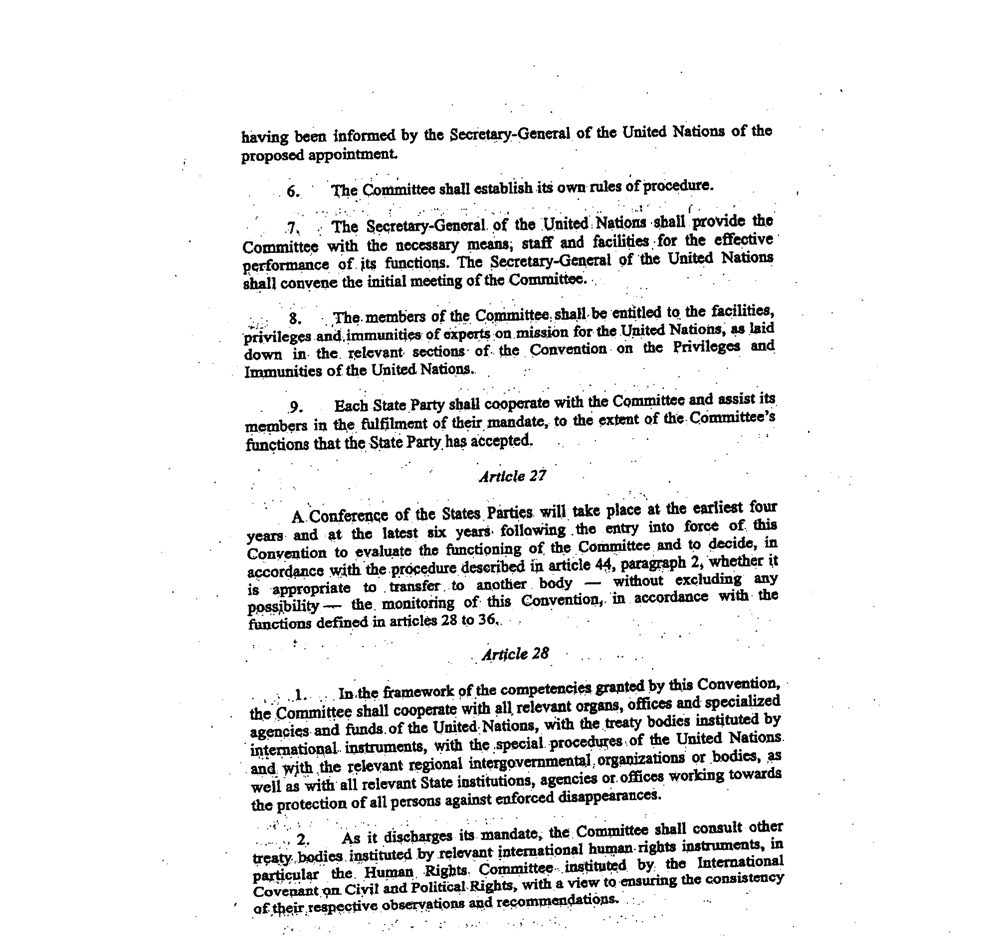 having been informed by the Secretary-General of the United Nations of the
proposed appointment.
6. The Committee shall establish its own rules of procedure.
7. The Secretary-General of the United Nations shall provide the
Committee with the necessary means, staff and facilities for the effective
performance of its functions. The Secretary-General of the United Nations
shall convene the initial meeting of the Committee.
8. The members of the Committee shall be entitled to the facilities,
privileges and immunities of experts on mission for the United Nations, as laid
down in the relevant sections of the Convention on the Privileges and
Immunities of the United Nations.
9. Each State Party shall cooperate with the Committee and assist its
members in the fulfilment of their mandate, to the extent of the Committee's
functions that the State Party has accepted.
Article 27
A Conference of the States Parties will take place at the earliest four
years and at the latest six years following the entry into force of this
Convention to evaluate the functioning of the Committee and to decide, in
accordance with the procedure described in article 44, paragraph 2, whether it
is appropriate to transfer to another body — without excluding any
possibility — the monitoring of this Convention, in accordance with the
functions defined in articles 28 to 36.
Article 28
1. In the framework of the competencies granted by this Convention,
the Committee shall cooperate with all relevant organs, offices and specialized
agencies and funds of the United Nations, with the treaty bodies instituted by
international instruments, with the special procedures of the United Nations
and with the relevant regional intergovernmental organizations or bodies, as
well as with all relevant State institutions, agencies or offices working towards
the protection of all persons against enforced disappearances.
2. As it discharges its mandate, the Committee shall consult other
treaty bodies instituted by relevant international human rights instruments, in
particular the Human Rights Committee instituted by the International
Covenant on Civil and Political Rights, with a view to ensuring the consistency
of their respective observations and recommendations.